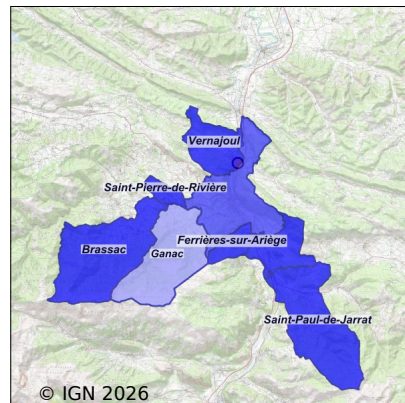 Vernajoul
Saint-Pierre-de-Rivière
Ferrières-sur-Ariège
Brassac
Ganac
Saint-Paul-de-Jarrat
© IGN 2026